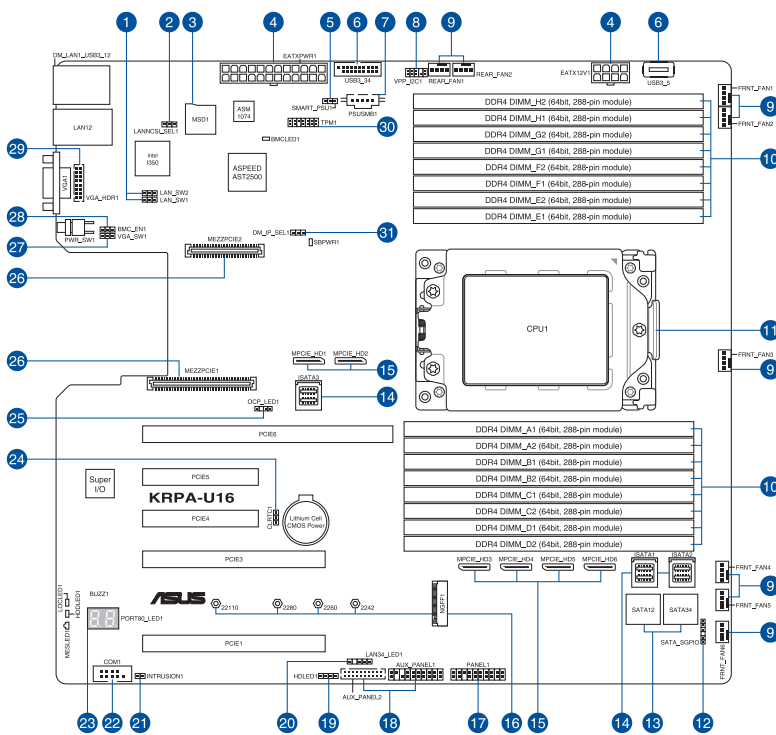 1
2
3
4
5
6
7
8
9
4
6
DM_LAN1_USB3_12
EATXPWR1
USB3_34
VPP_I2C1
REAR_FAN1
REAR_FAN2
EATX12V1
USB3_5
SMART_PSU1
PSUSMB1
FRNT_FAN1
9
FRNT_FAN2
LAN12
LANNCSI_SEL1
MSD1
ASM
1074
TPM1
30
BMCLED1
DDR4 DIMM_H2 (64bit, 288-pin module)
DDR4 DIMM_H1 (64bit, 288-pin module)
DDR4 DIMM_G2 (64bit, 288-pin module)
DDR4 DIMM_G1 (64bit, 288-pin module)
DDR4 DIMM_F2 (64bit, 288-pin module)
DDR4 DIMM_F1 (64bit, 288-pin module)
DDR4 DIMM_E2 (64bit, 288-pin module)
DDR4 DIMM_E1 (64bit, 288-pin module)
10
29
Intel
I350
ASPEED
AST2500
VGA1
VGA_HDR1
LAN_SW2
LAN_SW1
28
BMC_EN1
VGA_SW1
PWR_SW1
27
DM_IP_SEL1
31
SBPWR1
MEZZPCIE2
26
CPU1
11
26
MEZZPCIE1
MPCIE_HD1
MPCIE_HD2
15
FRNT_FAN3
9
ISATA3
14
OCP_LED1
25
PCIE6
DDR4 DIMM_A1 (64bit, 288-pin module)
DDR4 DIMM_A2 (64bit, 288-pin module)
DDR4 DIMM_B1 (64bit, 288-pin module)
DDR4 DIMM_B2 (64bit, 288-pin module)
DDR4 DIMM_C1 (64bit, 288-pin module)
DDR4 DIMM_C2 (64bit, 288-pin module)
DDR4 DIMM_D1 (64bit, 288-pin module)
DDR4 DIMM_D2 (64bit, 288-pin module)
10
24
Super
I/O
PCIE5
KRPA-U16
PCIE4
CLRTC1
Lithium Cell
CMOS Power
PCIE3
MPCIE_HD3
MPCIE_HD4
MPCIE_HD5
MPCIE_HD6
ISATA1
ISATA2
FRNT_FAN4
9
FRNT_FAN5
LOCLED1
HDDLED1
BUZZ1
88
PORT80_LED1
MESLED1
ASUS
22110
2280
2260
2242
NGFF1
SATA12
SATA34
SATA_SGPIO
9
FRNT_FAN6
PCIE1
COM1
INTRUSION1
LAN34_LED1
HDLED1
AUX_PANEL1
PANEL1
AUX_PANEL2
23
22
21
20
19
18
17
16
15
14
13
12